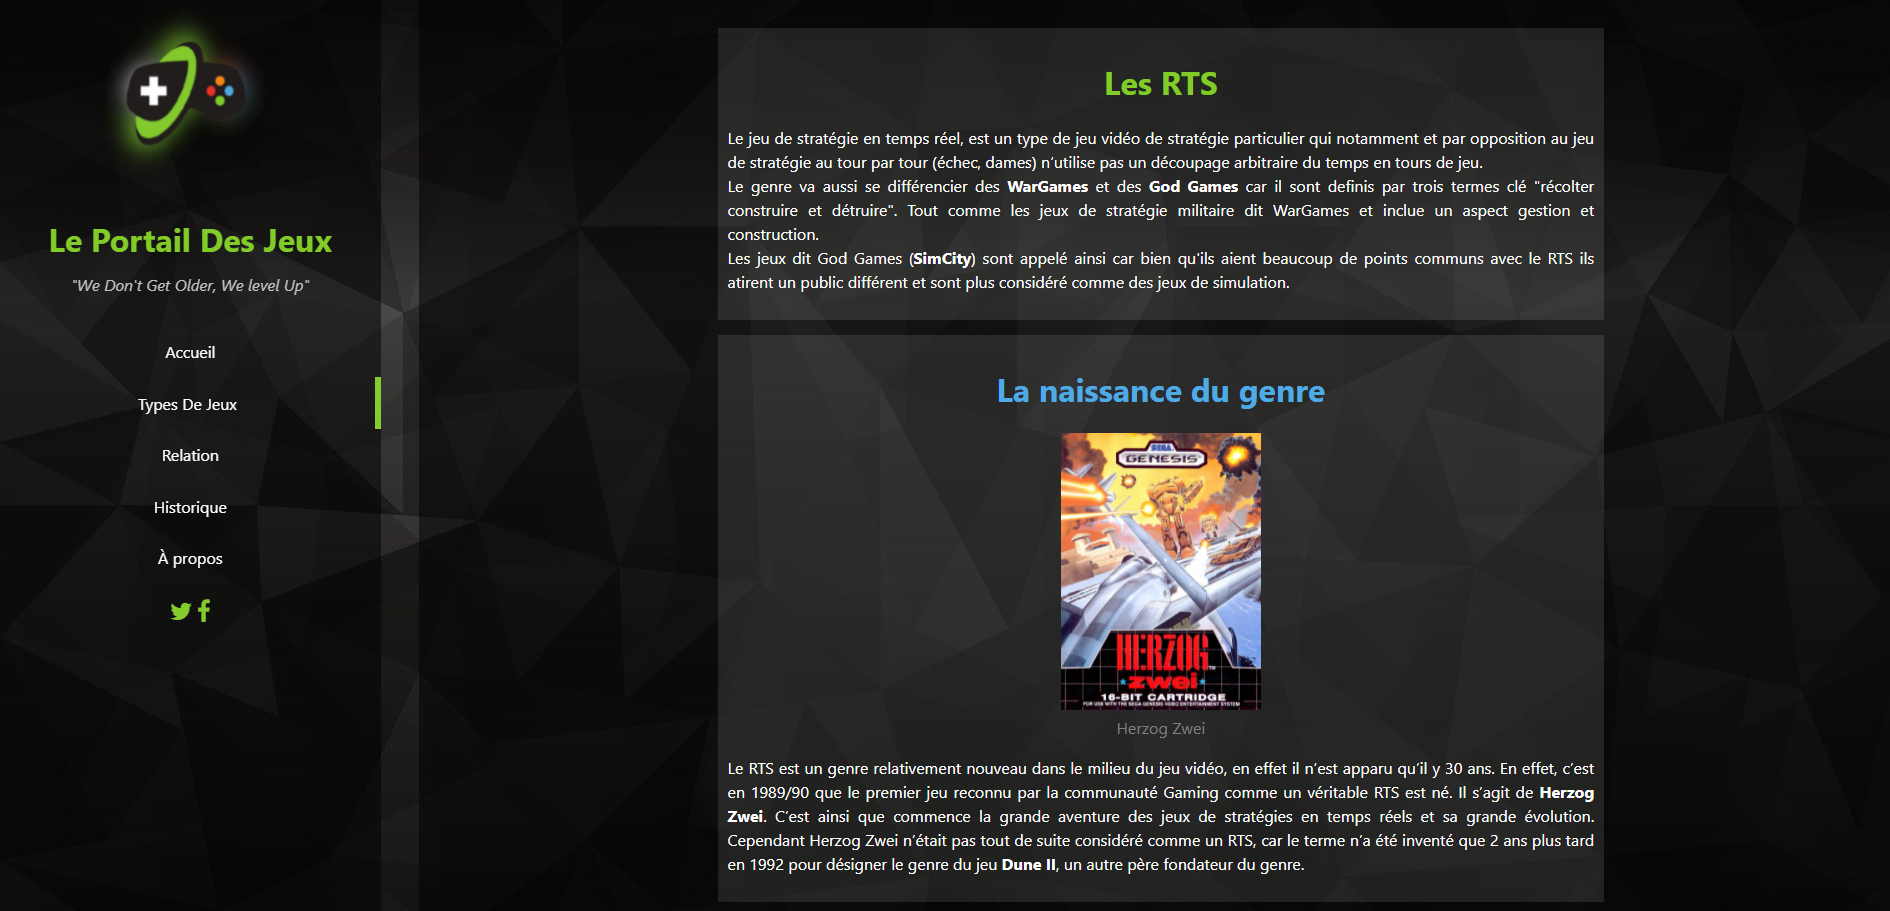 Le Portail Des Jeux
"We Don't Get Older, We level Up"
Accueil
Types De Jeux
Relation
Historique
À propos
Les RTS
Le jeu de stratégie en temps réel, est un type de jeu vidéo de stratégie particulier qui notamment et par opposition au jeu
de stratégie au tour par tour (échec, dames) n’utilise pas un découpage arbitraire du temps en tours de jeu.
Le genre va aussi se différencier des WarGames et des God Games car il sont definis par trois termes clé "récolter
construire et détruire". Tout comme les jeux de stratégie militaire dit WarGames et inclue un aspect gestion et
construction.
Les jeux dit God Games (SimCity) sont appelé ainsi car bien qu'ils aient beaucoup de points communs avec le RTS ils
atirent un public différent et sont plus considéré comme des jeux de simulation.
La naissance du genre
SEGA
GENESIS
HERZOG
zwei
TM
16-BIT CARTRIDGE
FOR USE WITH THE SEGA GENESIS VIDEO ENTERTAINMENT SYSTEM
Herzog Zwei
Le RTS est un genre relativement nouveau dans le milieu du jeu vidéo, en effet il n’est apparu qu’il y 30 ans. En effet, c’est
en 1989/90 que le premier jeu reconnu par la communauté Gaming comme un véritable RTS est né. Il s’agit de Herzog
Zwei. C’est ainsi que commence la grande aventure des jeux de stratégies en temps réels et sa grande évolution.
Cependant Herzog Zwei n’était pas tout de suite considéré comme un RTS, car le terme n’a été inventé que 2 ans plus tard
en 1992 pour désigner le genre du jeu Dune II, un autre père fondateur du genre.